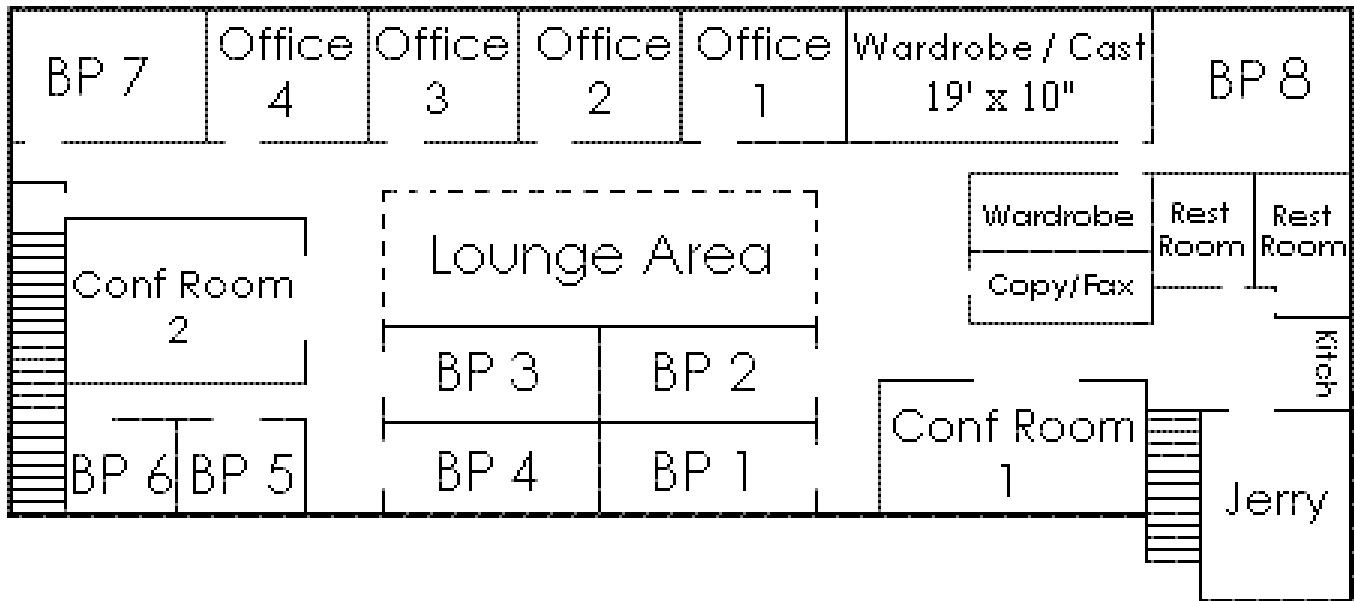 BP 7
Office
4
Office
3
Office
2
Office
1
Wardrobe / Cast
19' x 10"
BP 8
Wardrobe
Rest
Room
Rest
Room
Lounge Area
Copy/Fax
Conf Room
2
Kitch
BP 3
BP 2
Conf Room
1
BP 6
BP 5
BP 4
BP 1
Jerry